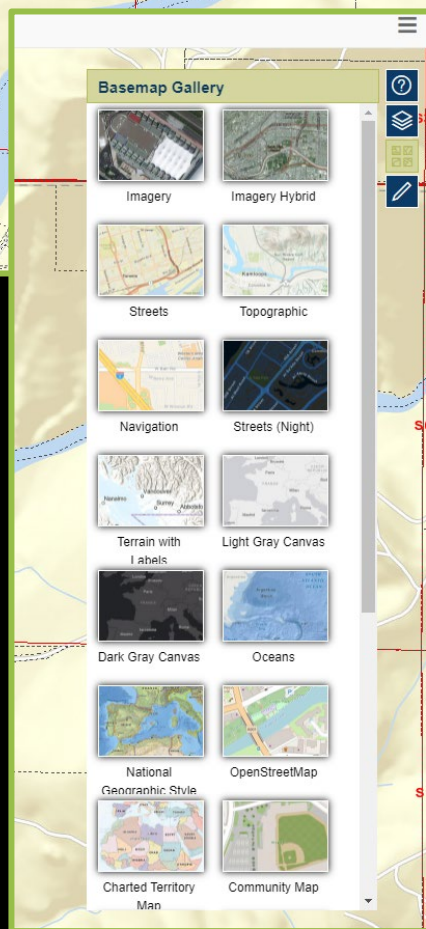 Basemap Gallery
Imagery
Imagery Hybrid
Streets
Topographic
Navigation
Streets (Night)
Terrain with
Labels
Light Gray Canvas
Dark Gray Canvas
Oceans
National
Geographic Style
OpenStreetMap
Charted Territory
Map
Community Map